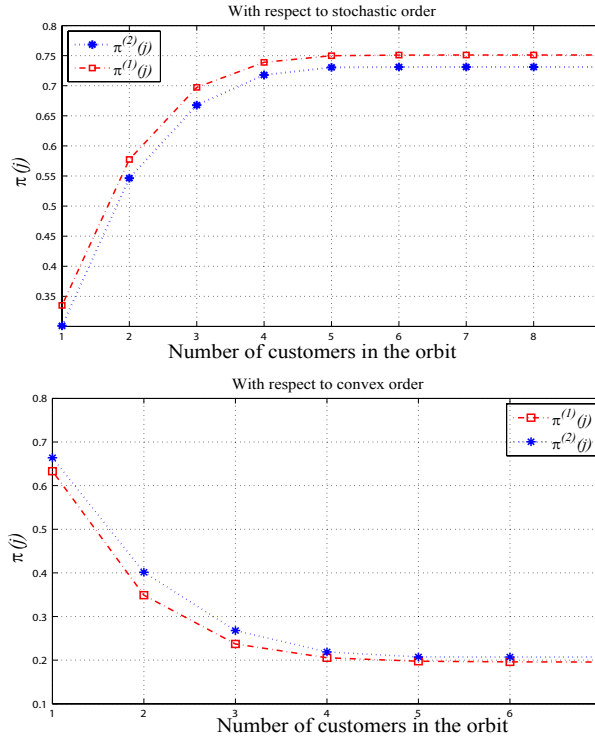 With respect to stochastic order
0.8
0.75
0.7
0.65
0.6
0.55
0.5
0.45
0.4
0.35
π (j)
π(2)(j)
π(1)(j)
1 2 3 4 5 6 7 8
Number of customers in the orbit
With respect to convex order
0.8
0.7
0.6
0.5
0.4
0.3
0.2
0.1
π (j)
π(1)(j)
π(2)(j)
1 2 3 4 5 6
Number of customers in the orbit